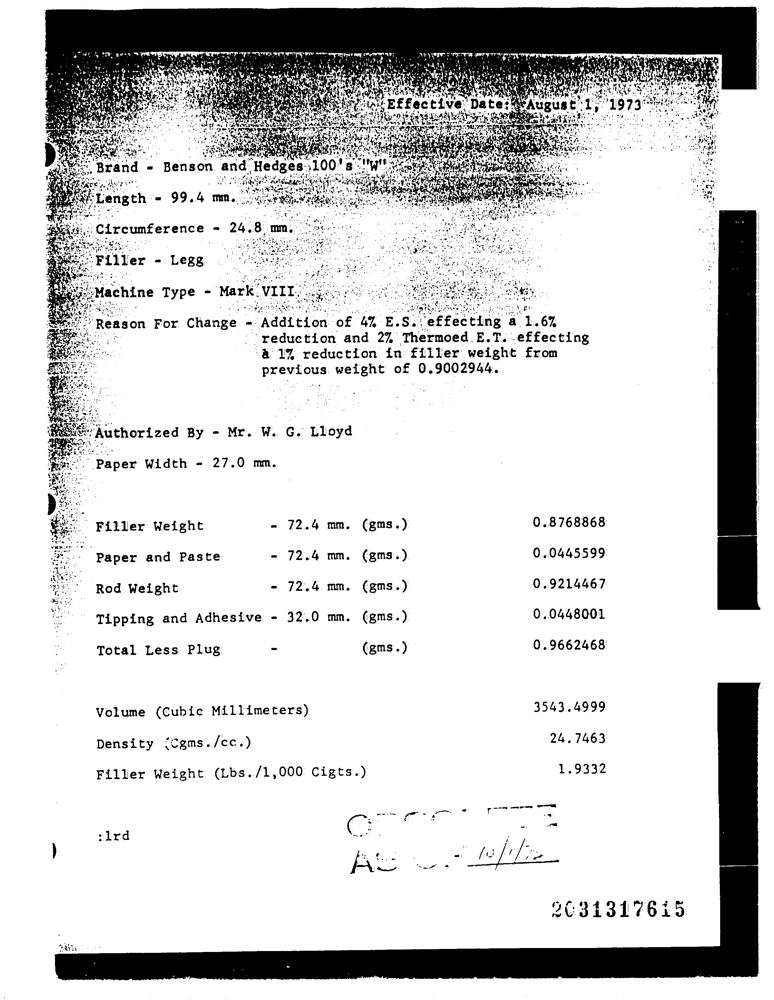 Effective Date: August 1, 1973
Brand - Benson and Hedges 100's "W"
Length - 99.4 mm.
Circumference - 24.8 mm.
Filler - Legg
Machine Type - Mark VIII
Reason For Change - Addition of 4% E.S. effecting a 1.6%
reduction and 2% Thermoed E.T. effecting
a 1% reduction in filler weight from
previous weight of 0.9002944.
Authorized By - Mr. W. G. Lloyd
Paper Width - 27.0 mm.
Filler Weight - 72.4 mm. (gms.) 0.8768868
Paper and Paste - 72.4 mm. (gms.) 0.0445599
Rod Weight - 72.4 mm. (gms.) 0.9214467
Tipping and Adhesive - 32.0 mm. (gms.) 0.0448001
Total Less Plug - (gms.) 0.9662468
Volume (Cubic Millimeters) 3543.4999
Density (Cgms./cc.) 24.7463
Filler Weight (Lbs./1,000 Cigts.) 1.9332
:lrd
2031317615